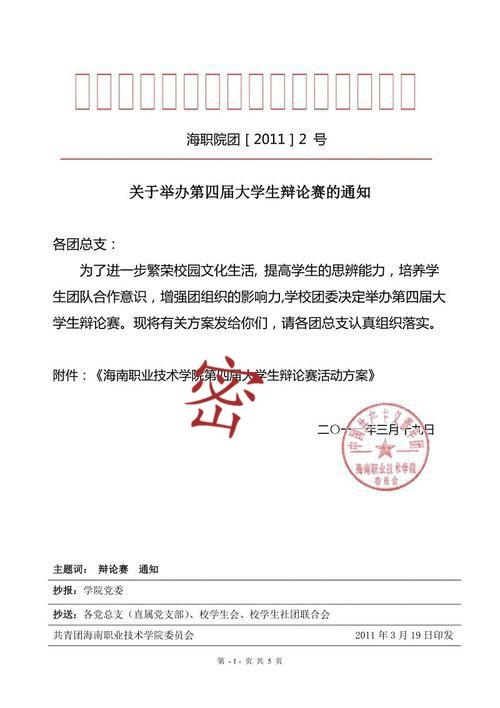 海职院团［2011］2 号
关于举办第四届大学生辩论赛的通知
各团总支：
为了进一步繁荣校园文化生活, 提高学生的思辨能力，培养学
生团队合作意识，增强团组织的影响力,学校团委决定举办第四届大
学生辩论赛。现将有关方案发给你们，请各团总支认真组织落实。
附件：《海南职业技术学院第四届大学生辩论赛活动方案》
密
二〇一一年三月十九日
中国共产主义青年团
海南职业技术学院
委员会
主题词： 辩论赛 通知
抄报：学院党委
抄送：各党总支（直属党支部）、校学生会、校学生社团联合会
共青团海南职业技术学院委员会 2011 年 3 月 19 日印发
第 -1- 页 共 5 页